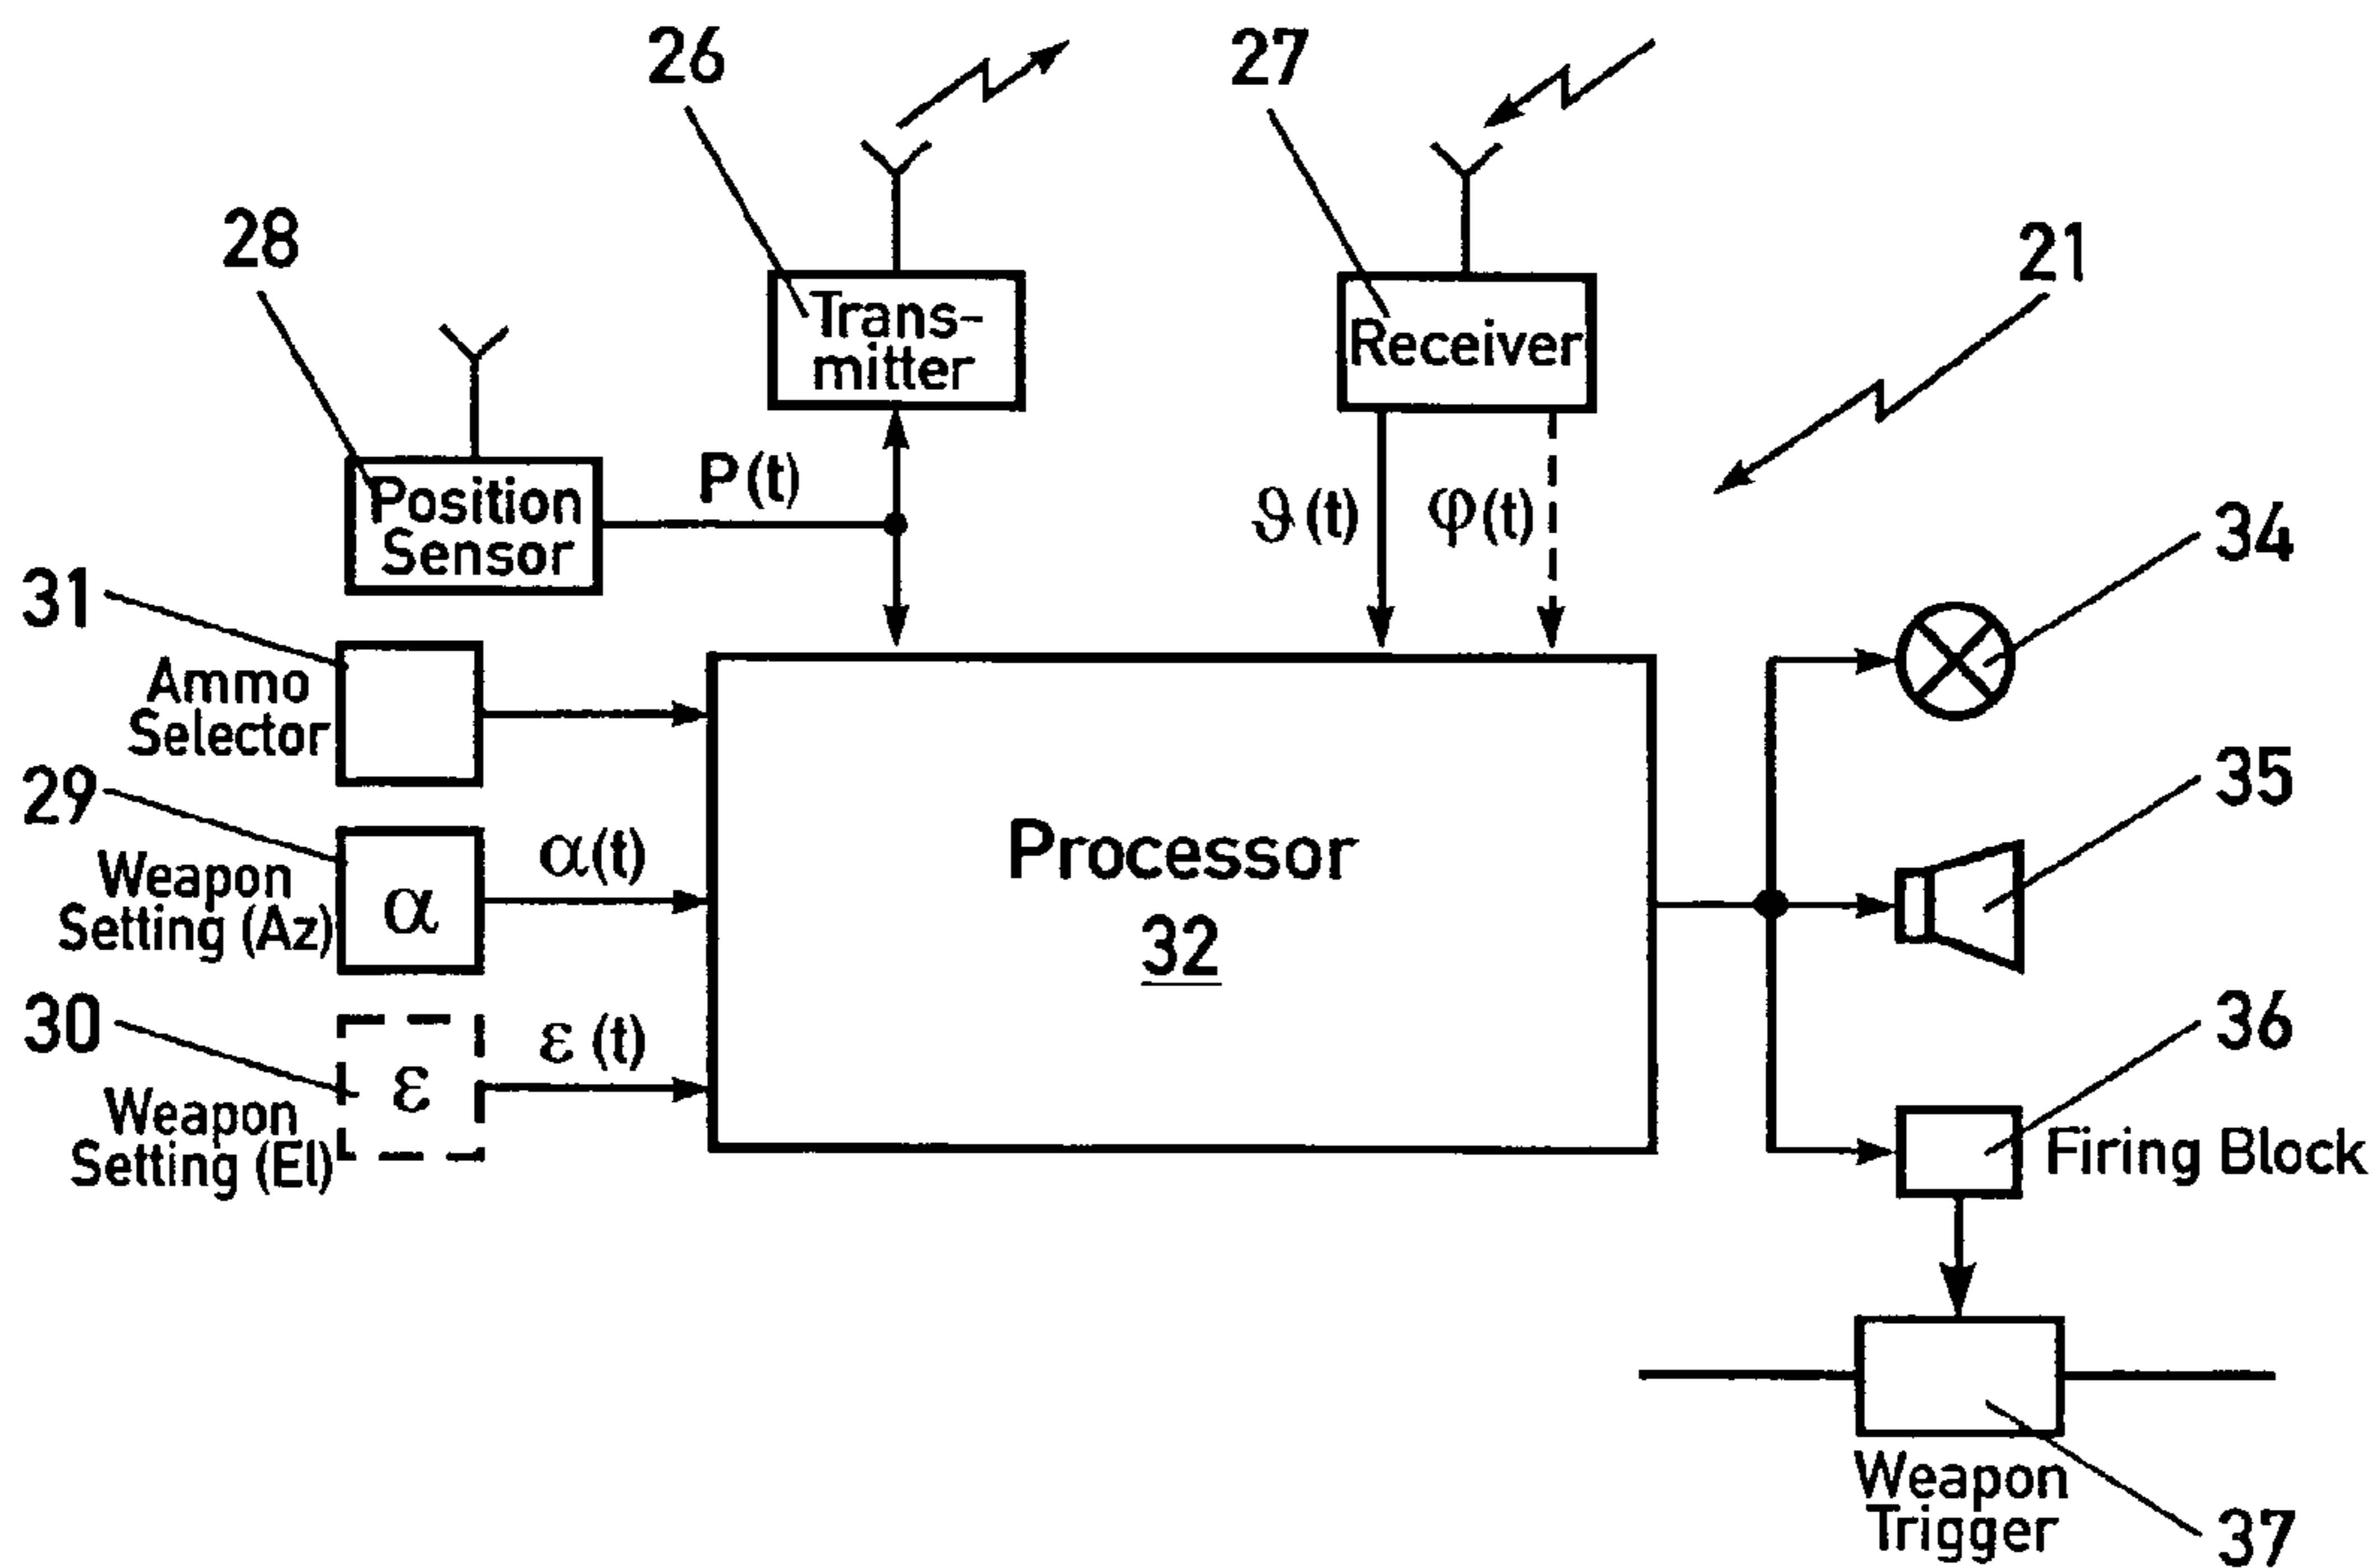 26
27
28
21
Trans-
mitter
Receiver
P(t)
Position
Sensor
ϑ(t)
φ(t)
34
31
Ammo
Selector
29
Weapon
Setting (Az)
α
α(t)
Processor
32
35
30
Weapon
Setting (El)
ε
ε(t)
36
Firing Block
Weapon
Trigger
37